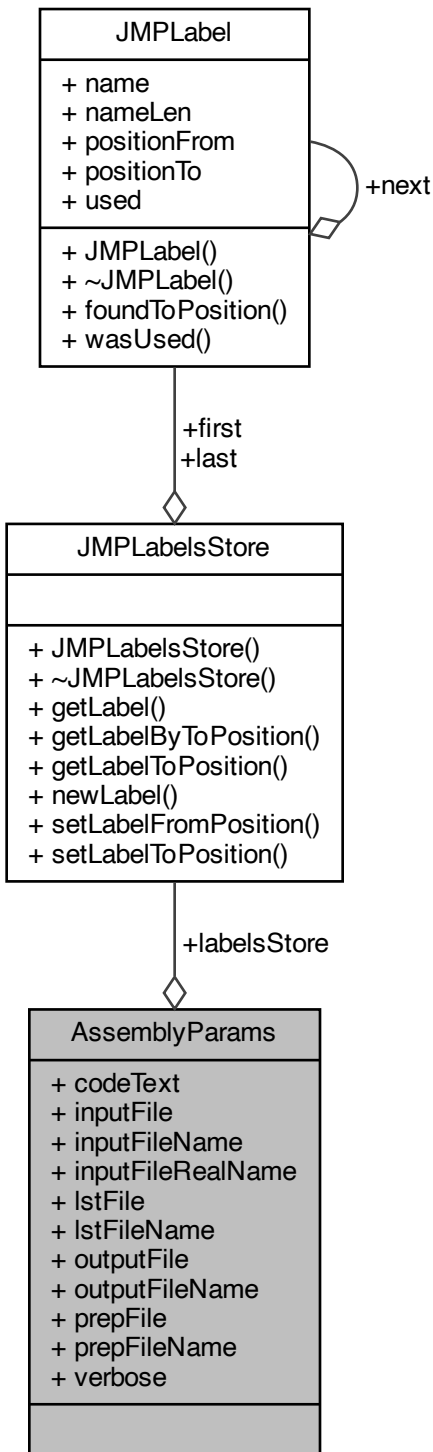 JMPLabel
+ name
+ nameLen
+ positionFrom
+ positionTo
+ used
+next
+ JMPLabel()
+ ~JMPLabel()
+ foundToPosition()
+ wasUsed()
+first
+last
JMPLabelsStore
+ JMPLabelsStore()
+ ~JMPLabelsStore()
+ getLabel()
+ getLabelByToPosition()
+ getLabelToPosition()
+ newLabel()
+ setLabelFromPosition()
+ setLabelToPosition()
+labelsStore
AssemblyParams
+ codeText
+ inputFile
+ inputFileName
+ inputFileRealName
+ lstFile
+ lstFileName
+ outputFile
+ outputFileName
+ prepFile
+ prepFileName
+ verbose